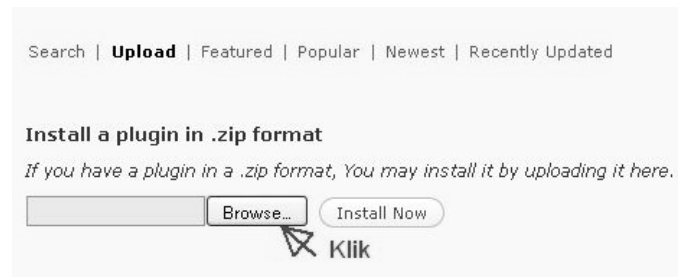 Search | Upload | Featured | Popular | Newest | Recently Updated
Install a plugin in .zip format
If you have a plugin in a .zip format, You may install it by uploading it here.
Browse... Install Now
Klik